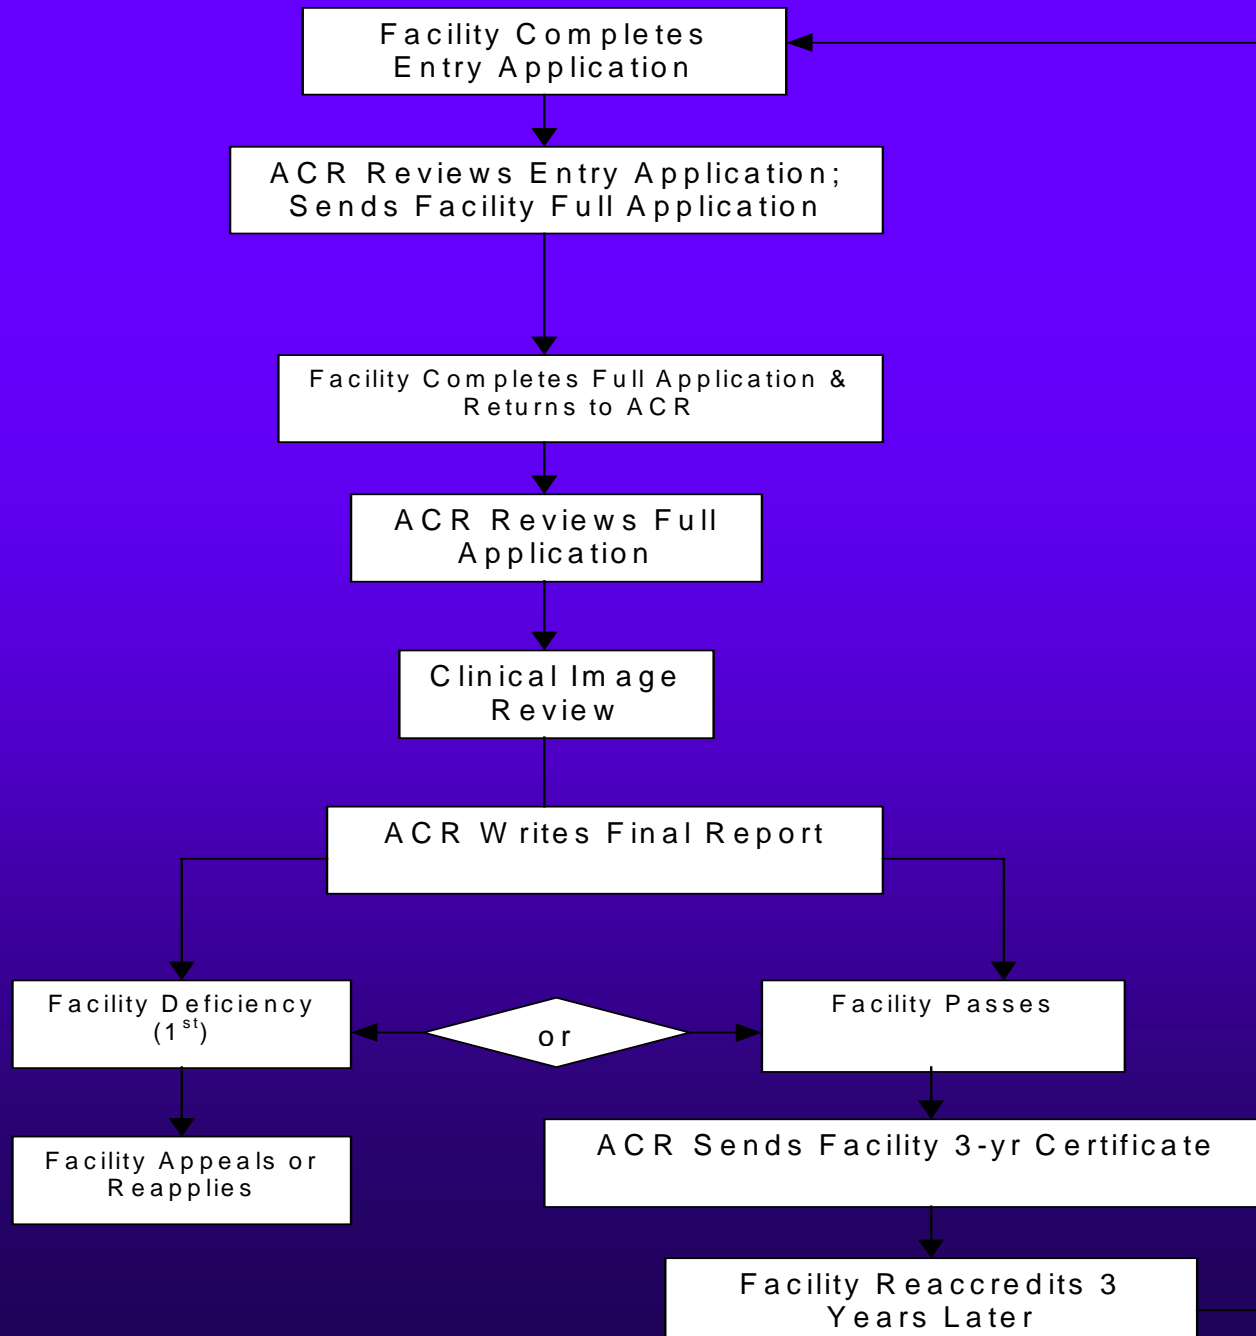 Facility Completes
Entry Application
ACR Reviews Entry Application;
Sends Facility Full Application
Facility Completes Full Application &
Returns to ACR
ACR Reviews Full
Application
Clinical Image
Review
ACR Writes Final Report
Facility Deficiency
(1st)
or
Facility Passes
Facility Appeals or
Reapplies
ACR Sends Facility 3-yr Certificate
Facility Reaccredits 3
Years Later